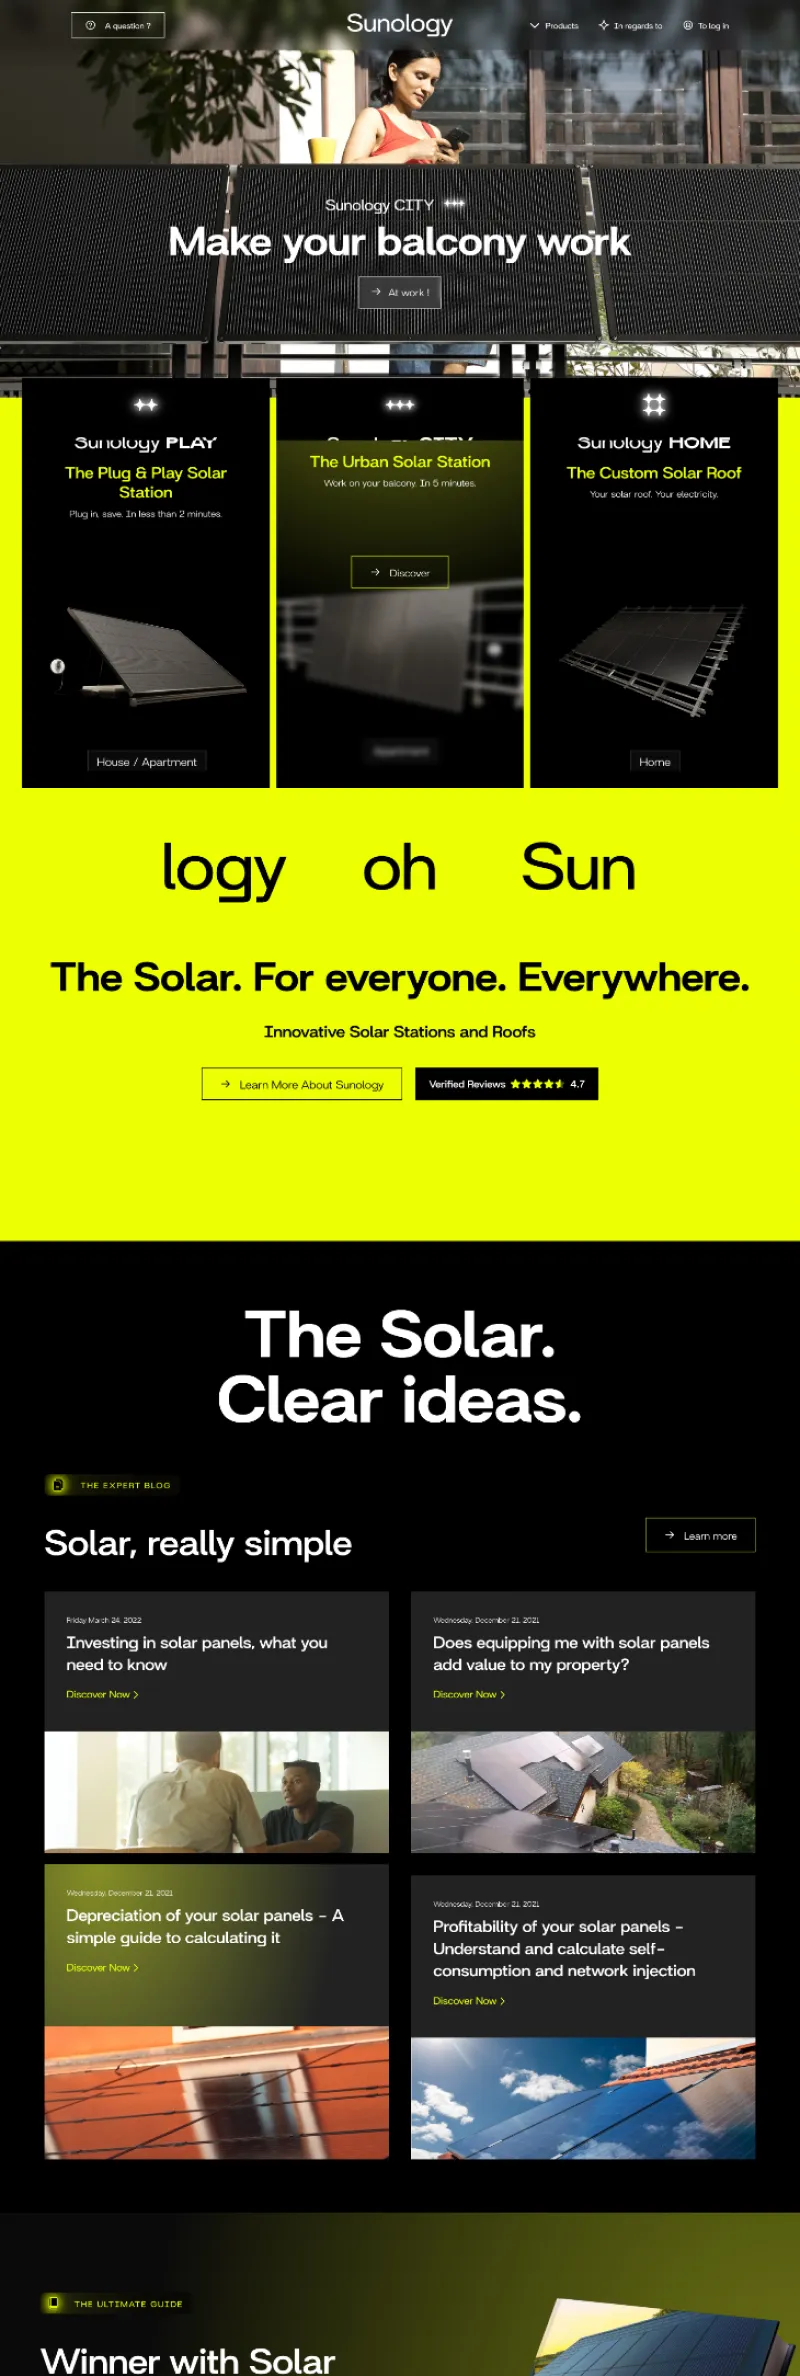 A question ?
Sunology
Products
In regards to
To log in
Sunology CITY
Make your balcony work
At work !
Sunology PLAY
The Plug & Play Solar
Station
Plug in, save. In less than 2 minutes.
House / Apartment
Sunology CITY
The Urban Solar Station
Work on your balcony. In 5 minutes.
Discover
Apartment
Sunology HOME
The Custom Solar Roof
Your solar roof. Your electricity.
Home
logy oh Sun
The Solar. For everyone. Everywhere.
Innovative Solar Stations and Roofs
Learn More About Sunology
Verified Reviews 4.7
The Solar.
Clear ideas.
THE EXPERT BLOG
Solar, really simple
Learn more
Friday March 24, 2022
Investing in solar panels, what you
need to know
Discover Now
Wednesday, December 21, 2021
Does equipping me with solar panels
add value to my property?
Discover Now
Wednesday, December 21, 2021
Depreciation of your solar panels - A
simple guide to calculating it
Discover Now
Wednesday, December 21, 2021
Profitability of your solar panels -
Understand and calculate self-
consumption and network injection
Discover Now
THE ULTIMATE GUIDE
Winner with Solar